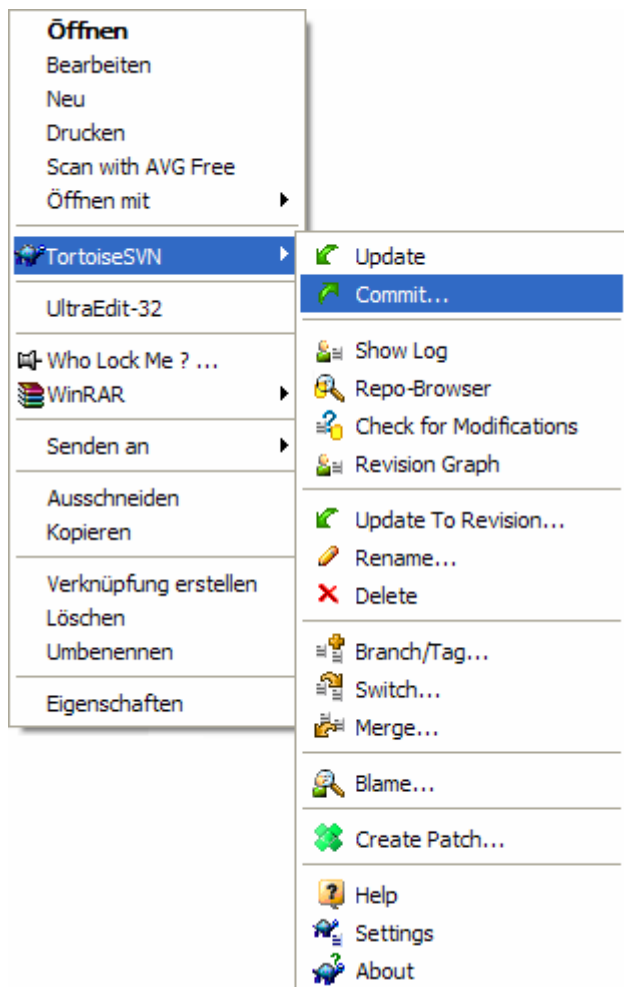 Öffnen
Bearbeiten
Neu
Drucken
Scan with AVG Free
Öffnen mit
TortoiseSVN
UltraEdit-32
Who Lock Me ? ...
WinRAR
Senden an
Ausschneiden
Kopieren
Verknüpfung erstellen
Löschen
Umbenennen
Eigenschaften
Update
Commit...
Show Log
Repo-Browser
Check for Modifications
Revision Graph
Update To Revision...
Rename...
Delete
Branch/Tag...
Switch...
Merge...
Blame...
Create Patch...
Help
Settings
About